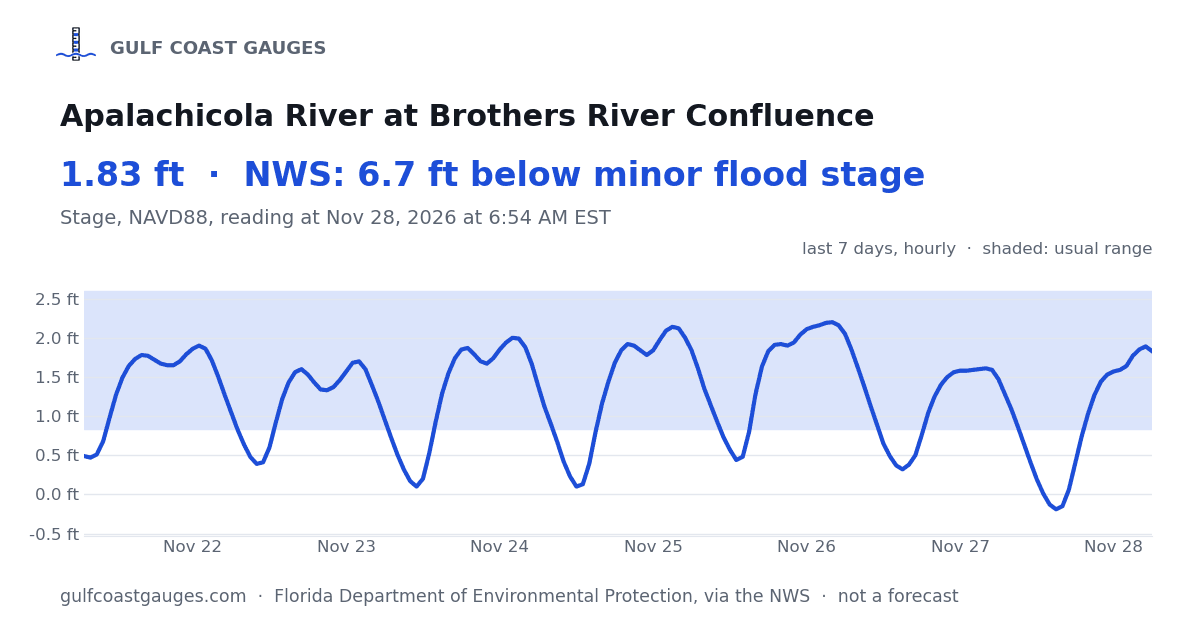 GULF COAST GAUGES
Apalachicola River at Brothers River Confluence
1.83 ft · NWS: 6.7 ft below minor flood stage
Stage, NAVD88, reading at Nov 28, 2026 at 6:54 AM EST
last 7 days, hourly · shaded: usual range
2.5 ft
2.0 ft
1.5 ft
1.0 ft
0.5 ft
0.0 ft
-0.5 ft
Nov 22 Nov 23 Nov 24 Nov 25 Nov 26 Nov 27 Nov 28
gulfcoastgauges.com · Florida Department of Environmental Protection, via the NWS · not a forecast